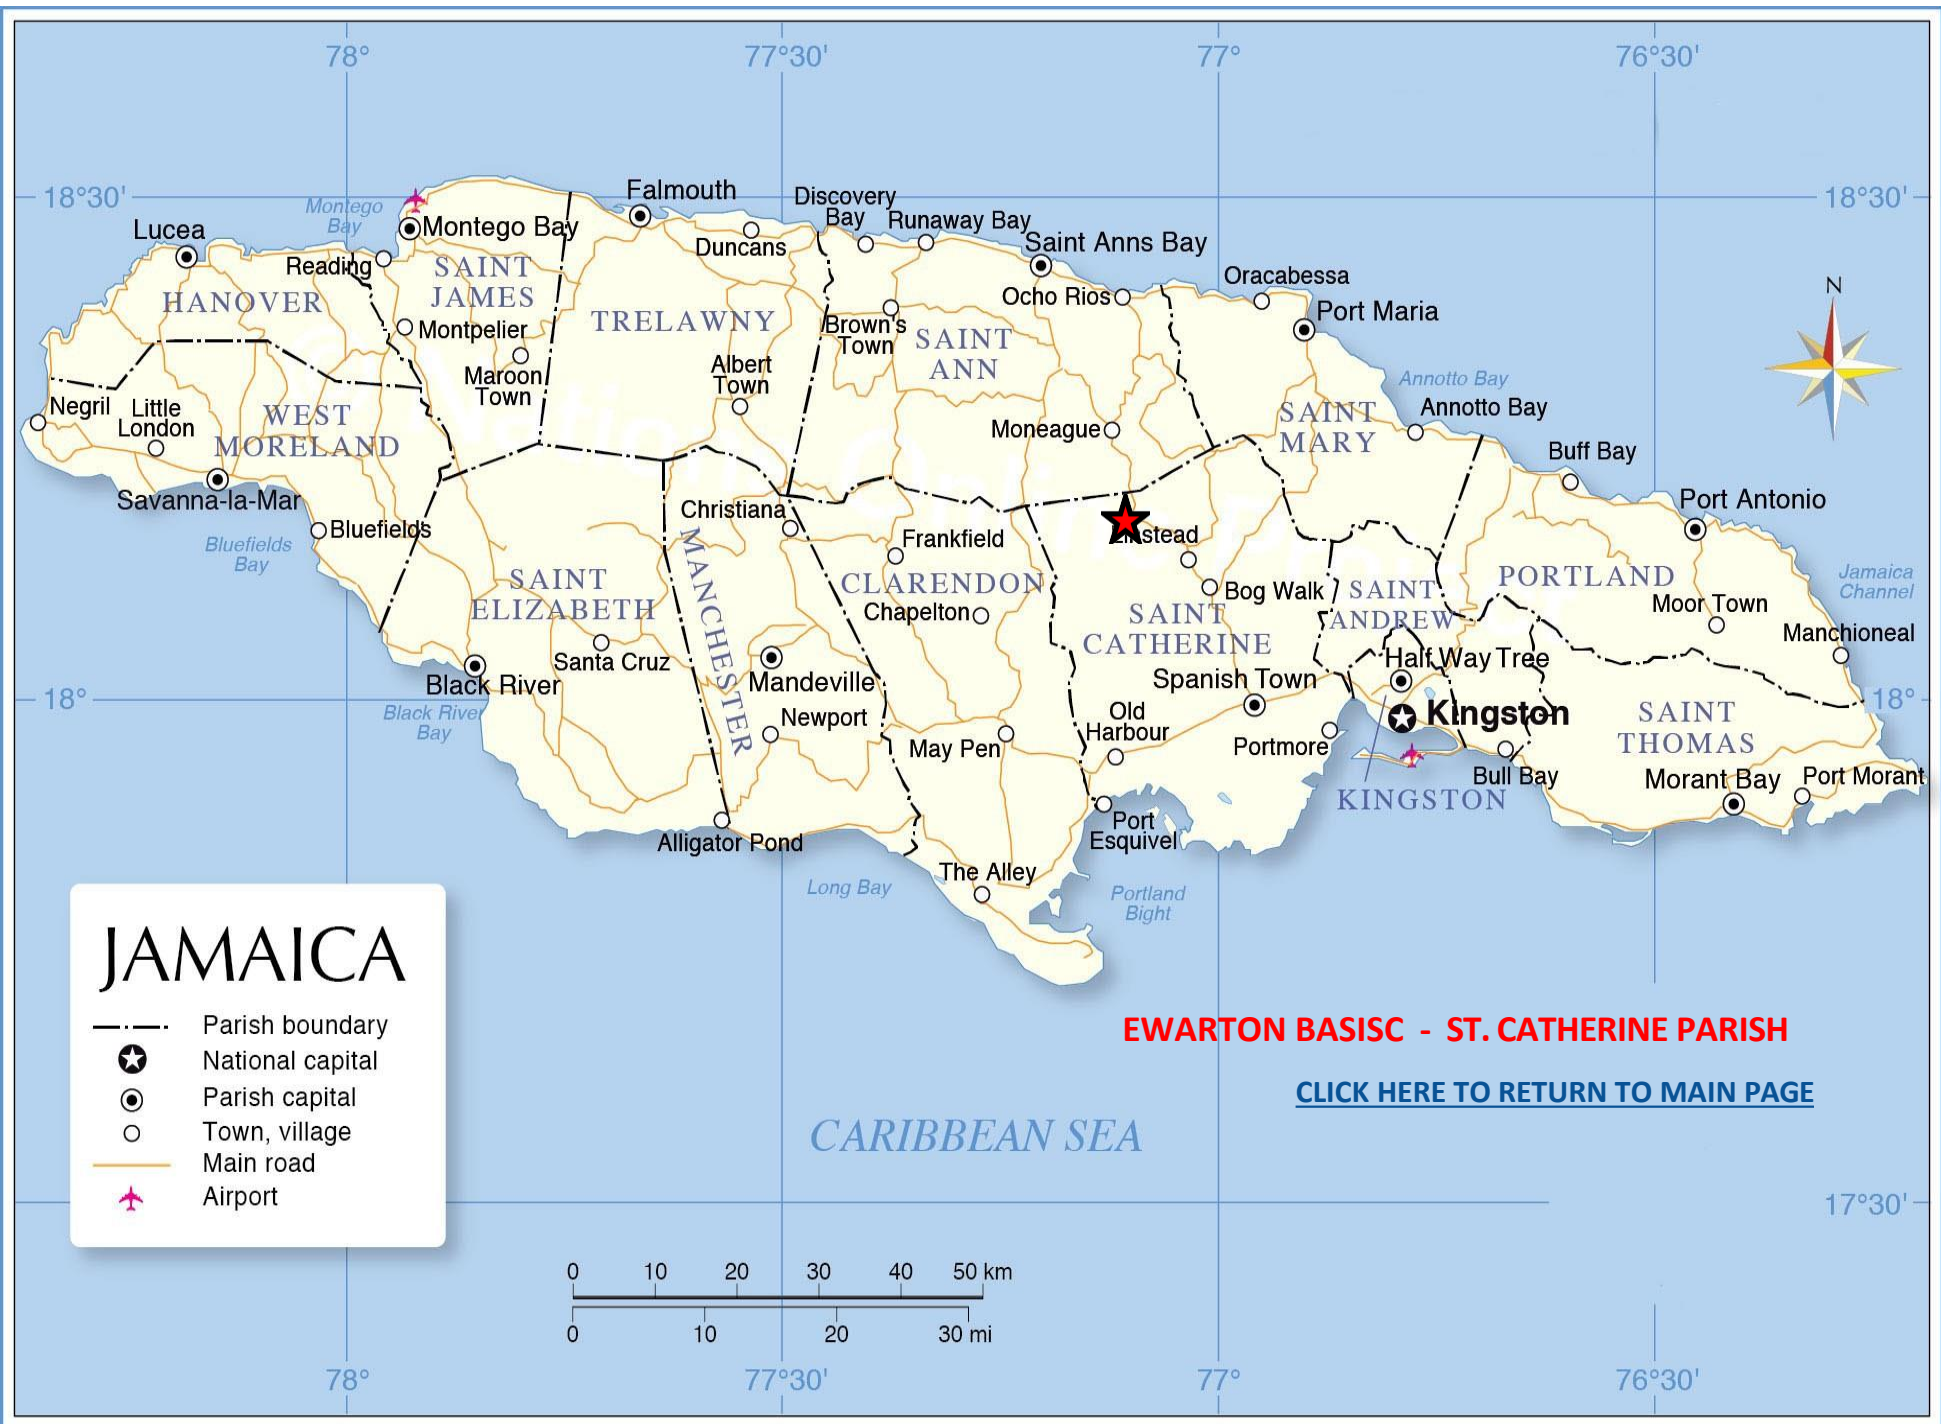 78°
77°30'
77°
76°30'
18°30'
18°30'
Montego
Bay
Lucea
Montego Bay
Falmouth
Discovery
Bay
Runaway Bay
Saint Anns Bay
Duncans
Reading
SAINT
JAMES
HANOVER
Ocho Rios
Oracabessa
Port Maria
N
Montpelier
TRELAWNY
Brown's
Town
SAINT
ANN
Maroon
Town
Albert
Town
Annotto Bay
Annotto Bay
Negril
Little
London
WEST
MORELAND
Moneague
SAINT
MARY
Buff Bay
Savanna-la-Mar
Port Antonio
Christiana
Bluefields
Bluefields
Bay
Frankfield
Linstead
MANCHESTER
SAINT
ELIZABETH
CLARENDON
Chapelton
Bog Walk
SAINT
CATHERINE
SAINT
ANDREW
PORTLAND
Jamaica
Channel
Moor Town
Manchioneal
Santa Cruz
Half Way Tree
Black River
Mandeville
Spanish Town
18°
18°
Black River
Bay
Newport
Old
Harbour
Kingston
SAINT
THOMAS
May Pen
Portmore
Bull Bay
Morant Bay
Port Morant
KINGSTON
Port
Esquivel
Alligator Pond
The Alley
Long Bay
Portland
Bight
JAMAICA
Parish boundary
National capital
Parish capital
Town, village
Main road
Airport
EWARTON BASISC - ST. CATHERINE PARISH
CLICK HERE TO RETURN TO MAIN PAGE
CARIBBEAN SEA
17°30'
0 10 20 30 40 50 km
0 10 20 30 mi
78°
77°30'
77°
76°30'